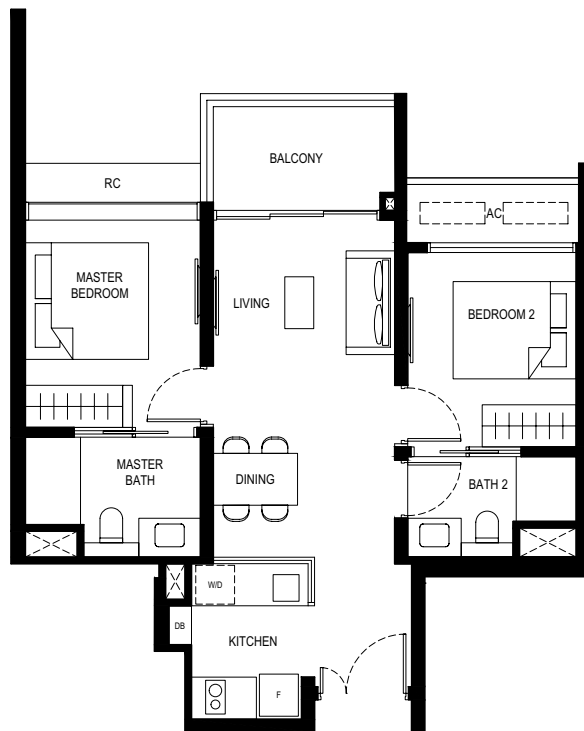 BALCONY
RC
AC
MASTER
BEDROOM
LIVING
BEDROOM 2
MASTER
BATH
DINING
BATH 2
W/D
DB
KITCHEN
F